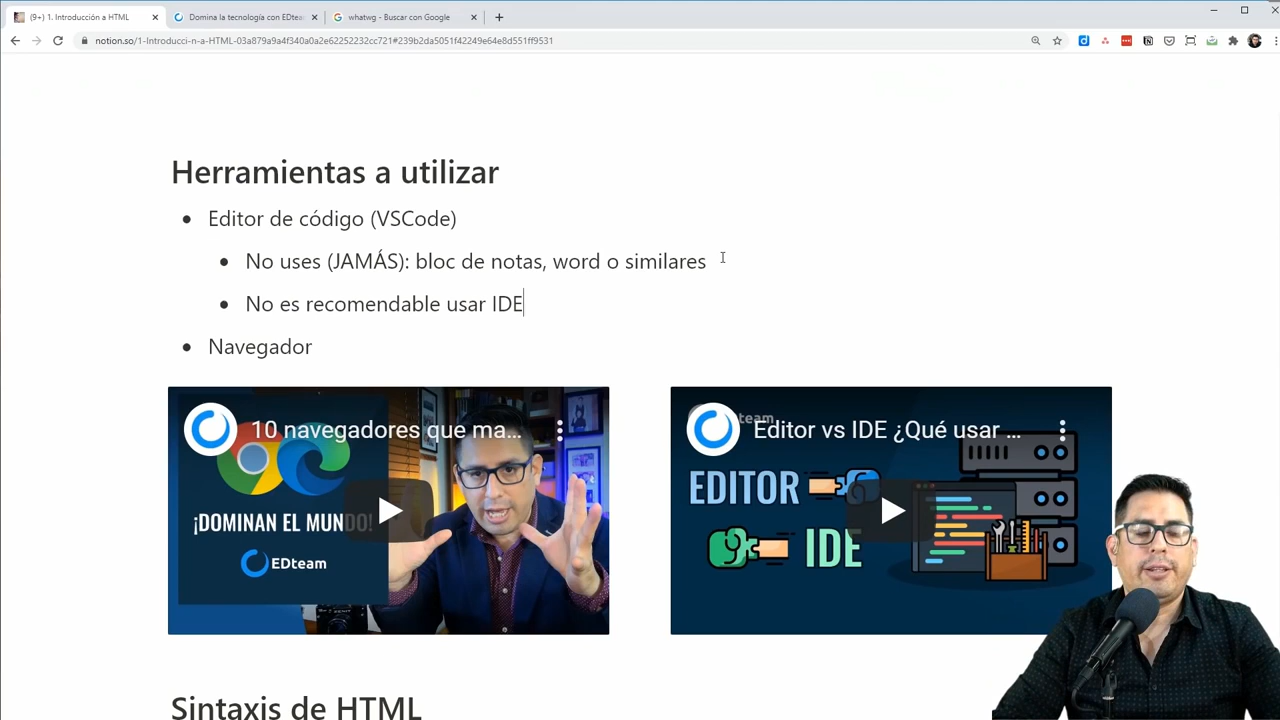 (9+) 1. Introducción a HTML
Domina la tecnología con EDtea
whatwg - Buscar con Google
notion.so/1-Introducci-n-a-HTML-03a879a9a4f340a0a2e62252232cc721#239b2da5051f42249e64e8d551ff9531
Herramientas a utilizar
Editor de código (VSCode)
No uses (JAMÁS): bloc de notas, word o similares
No es recomendable usar IDE
Navegador
10 navegadores que ma...
¡DOMINAN EL MUNDO!
EDteam
EDteam
Editor vs IDE ¿Qué usar ...
EDITOR
IDE
Sintaxis de HTML